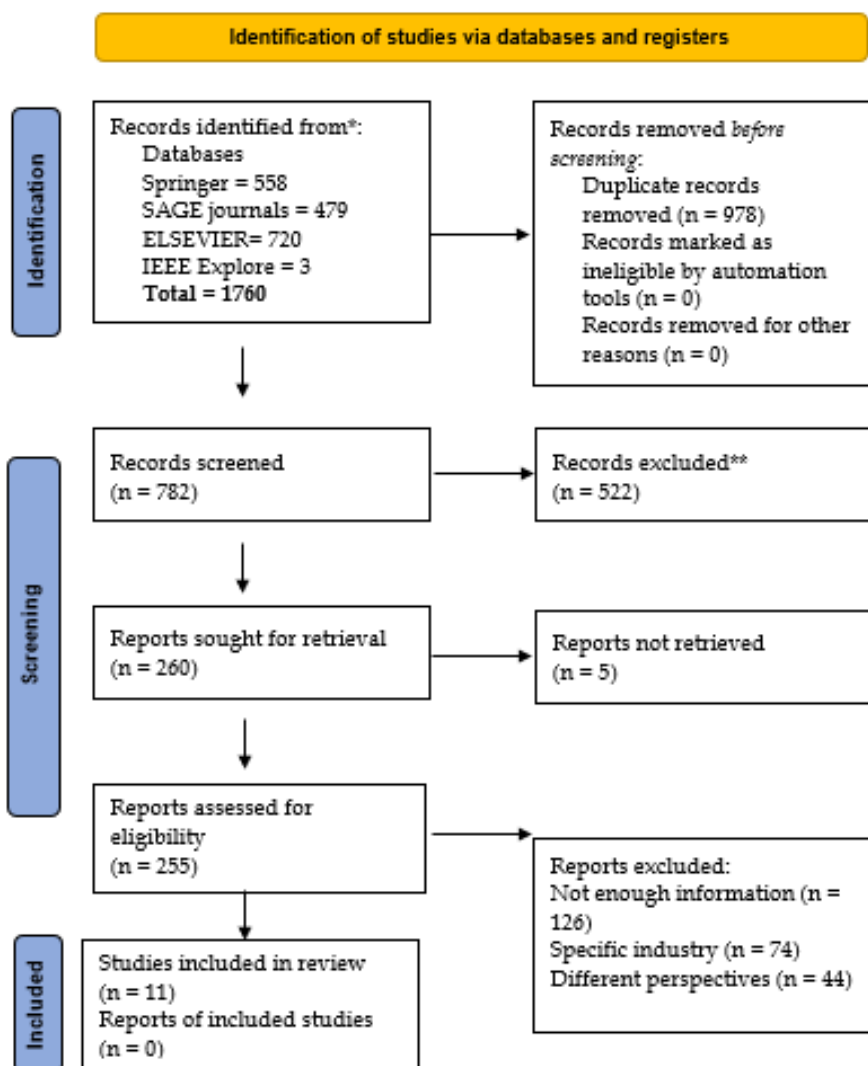 Identification of studies via databases and registers
Identification
Records identified from*:
Databases
Springer = 558
SAGE journals = 479
ELSEVIER= 720
IEEE Explore = 3
Total = 1760
Records removed before
screening:
Duplicate records
removed (n = 978)
Records marked as
ineligible by automation
tools (n = 0)
Records removed for other
reasons (n = 0)
Screening
Records screened
(n = 782)
Records excluded**
(n = 522)
Reports sought for retrieval
(n = 260)
Reports not retrieved
(n = 5)
Reports assessed for
eligibility
(n = 255)
Reports excluded:
Not enough information (n =
126)
Specific industry (n = 74)
Different perspectives (n = 44)
Included
Studies included in review
(n = 11)
Reports of included studies
(n = 0)